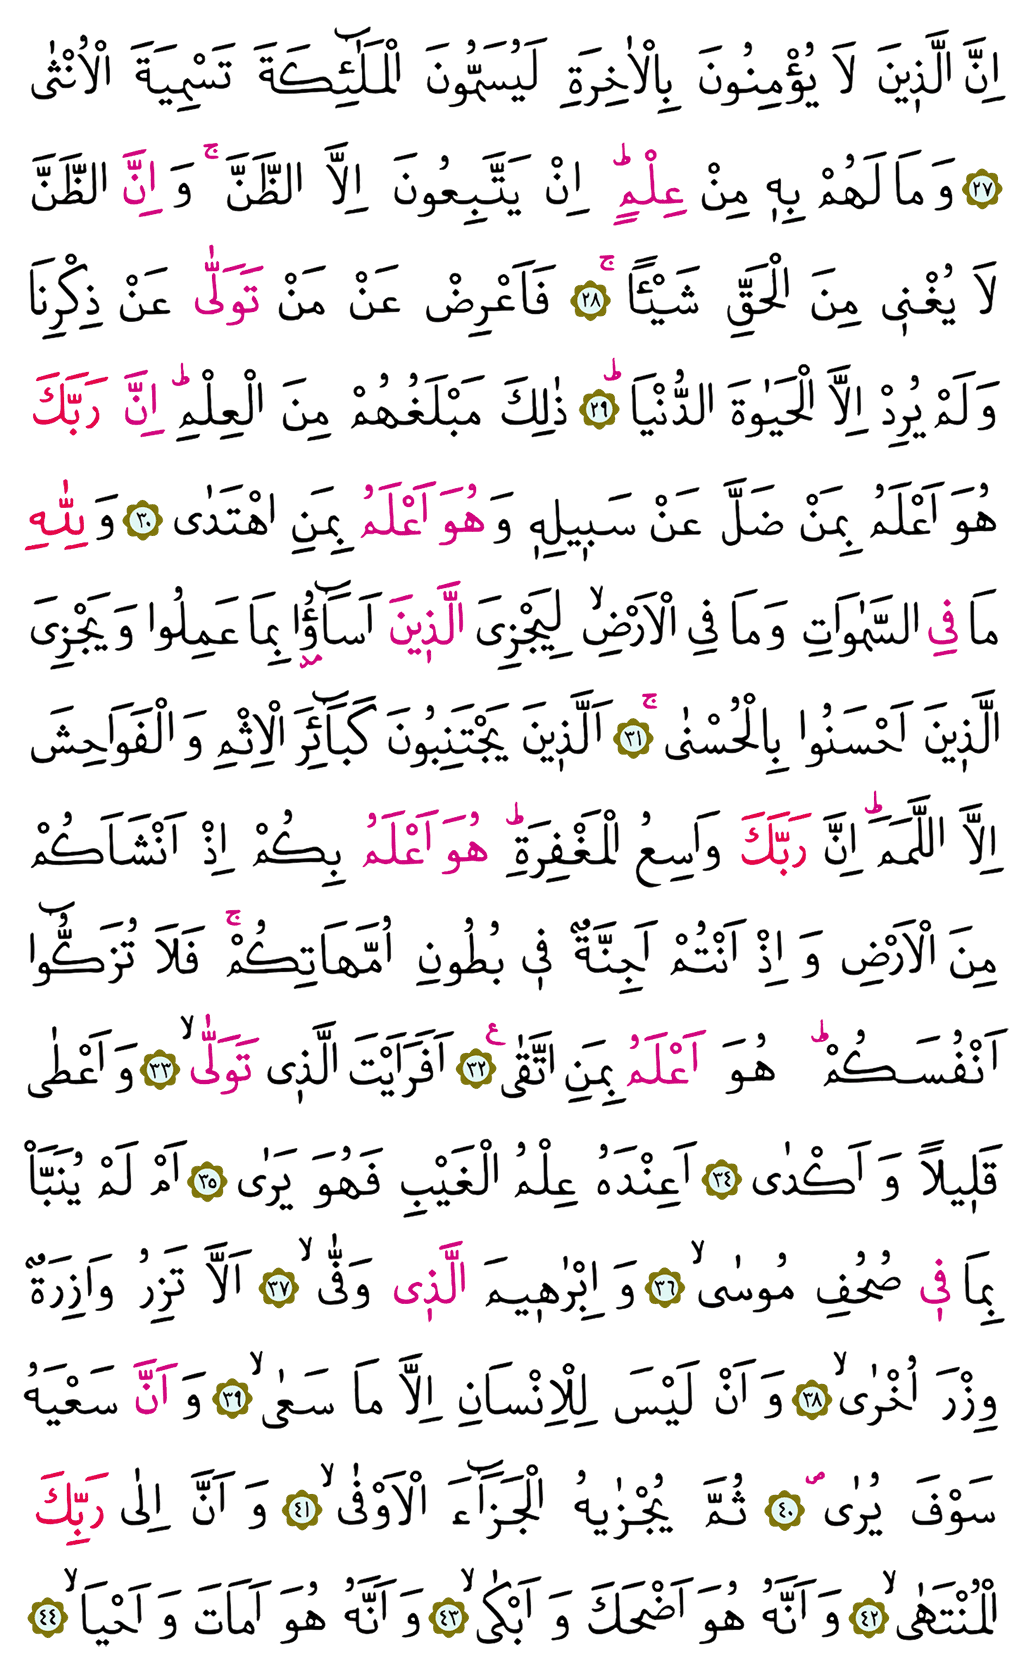 اِنَّ الَّذِينَ لَا يُؤْمِنُونَ بِالْاٰخِرَةِ لَيُسَمُّونَ الْمَلٰٓئِكَةَ تَسْمِيَةَ الْاُنْثٰى
﴿٢٧﴾ وَمَا لَهُمْ بِهٖ مِنْ عِلْمٍؕ اِنْ يَتَّبِعُونَ اِلَّا الظَّنَّۚ وَاِنَّ الظَّنَّ
لَا يُغْنٖى مِنَ الْحَقِّ شَيْـًٔاۚ ﴿٢٨﴾ فَاَعْرِضْ عَنْ مَنْ تَوَلّٰى عَنْ ذِكْرِنَا
وَلَمْ يُرِدْ اِلَّا الْحَيٰوةَ الدُّنْيَاؕ ﴿٢٩﴾ ذٰلِكَ مَبْلَغُهُمْ مِنَ الْعِلْمِؕ اِنَّ رَبَّكَ
هُوَ اَعْلَمُ بِمَنْ ضَلَّ عَنْ سَبٖيلِهٖ وَهُوَ اَعْلَمُ بِمَنِ اهْتَدٰى ﴿٣٠﴾ وَلِلّٰهِ
مَا فِى السَّمٰوَاتِ وَمَا فِى الْاَرْضِۙ لِيَجْزِىَ الَّذٖينَ اَسَٓاؤُا بِمَا عَمِلُوا وَيَجْزِىَ
الَّذٖينَ اَحْسَنُوا بِالْحُسْنٰىۚ ﴿٣١﴾ اَلَّذٖينَ يَجْتَنِبُونَ كَبَٓائِرَ الْاِثْمِ وَالْفَوَاحِشَ
اِلَّا اللَّمَمَؕ اِنَّ رَبَّكَ وَاسِعُ الْمَغْفِرَةِؕ هُوَ اَعْلَمُ بِكُمْ اِذْ اَنْشَاَكُمْ
مِنَ الْاَرْضِ وَاِذْ اَنْتُمْ اَجِنَّةٌ فٖى بُطُونِ اُمَّهَاتِكُمْۚ فَلَا تُزَكُّٓوا
اَنْفُسَكُمْؕ هُوَ اَعْلَمُ بِمَنِ اتَّقٰىع ﴿٣٢﴾ اَفَرَاَيْتَ الَّذٖى تَوَلّٰىۙ ﴿٣٣﴾ وَاَعْطٰى
قَلٖيلًا وَاَكْدٰى ﴿٣٤﴾ اَعِنْدَهُ عِلْمُ الْغَيْبِ فَهُوَ يَرٰى ﴿٣٥﴾ اَمْ لَمْ يُنَبَّاْ
بِمَا فٖى صُحُفِ مُوسٰىۙ ﴿٣٦﴾ وَاِبْرٰهٖيمَ الَّذٖى وَفّٰىۙ ﴿٣٧﴾ اَلَّا تَزِرُ وَازِرَةٌ
وِزْرَ اُخْرٰىۙ ﴿٣٨﴾ وَاَنْ لَيْسَ لِلْاِنْسَانِ اِلَّا مَا سَعٰىۙ ﴿٣٩﴾ وَاَنَّ سَعْيَهُ
سَوْفَ يُرٰىص ﴿٤٠﴾ ثُمَّ يُجْزٰيهُ الْجَزَٓاءَ الْاَوْفٰىۙ ﴿٤١﴾ وَاَنَّ اِلٰى رَبِّكَ
الْمُنْتَهٰىۙ ﴿٤٢﴾ وَاَنَّهُ هُوَ اَضْحَكَ وَاَبْكٰىۙ ﴿٤٣﴾ وَاَنَّهُ هُوَ اَمَاتَ وَاَحْيَاۙ ﴿٤٤﴾